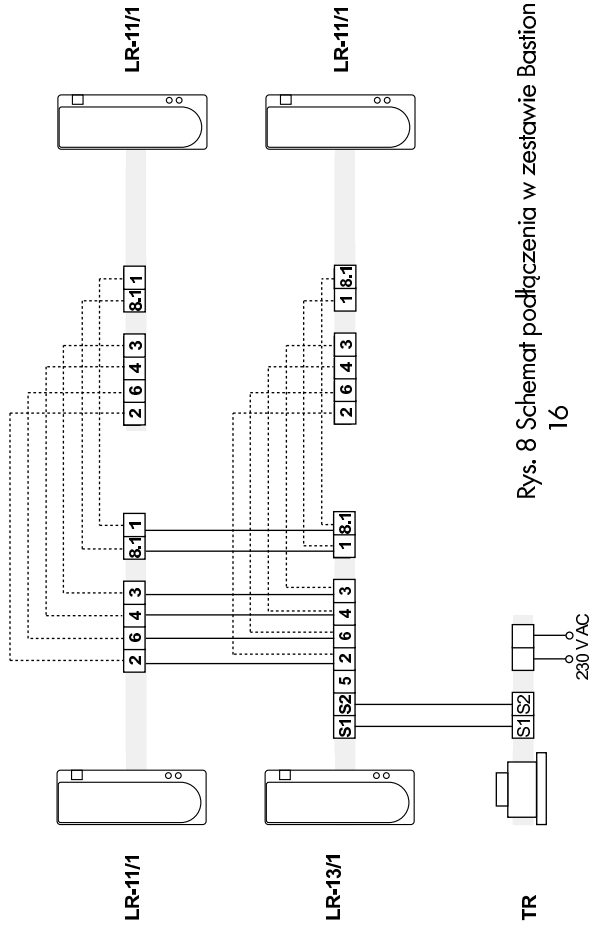 LR-11/1 2 6 4 3 8.1 1 2 6 4 3 8.1 1 LR-11/1
LR-13/1 S1 S2 5 2 6 4 3 1 8.1 2 6 4 3 1 8.1 LR-11/1
TR S1 S2
230 V AC
Rys. 8 Schemat podłączenia w zestawie Bastion
16